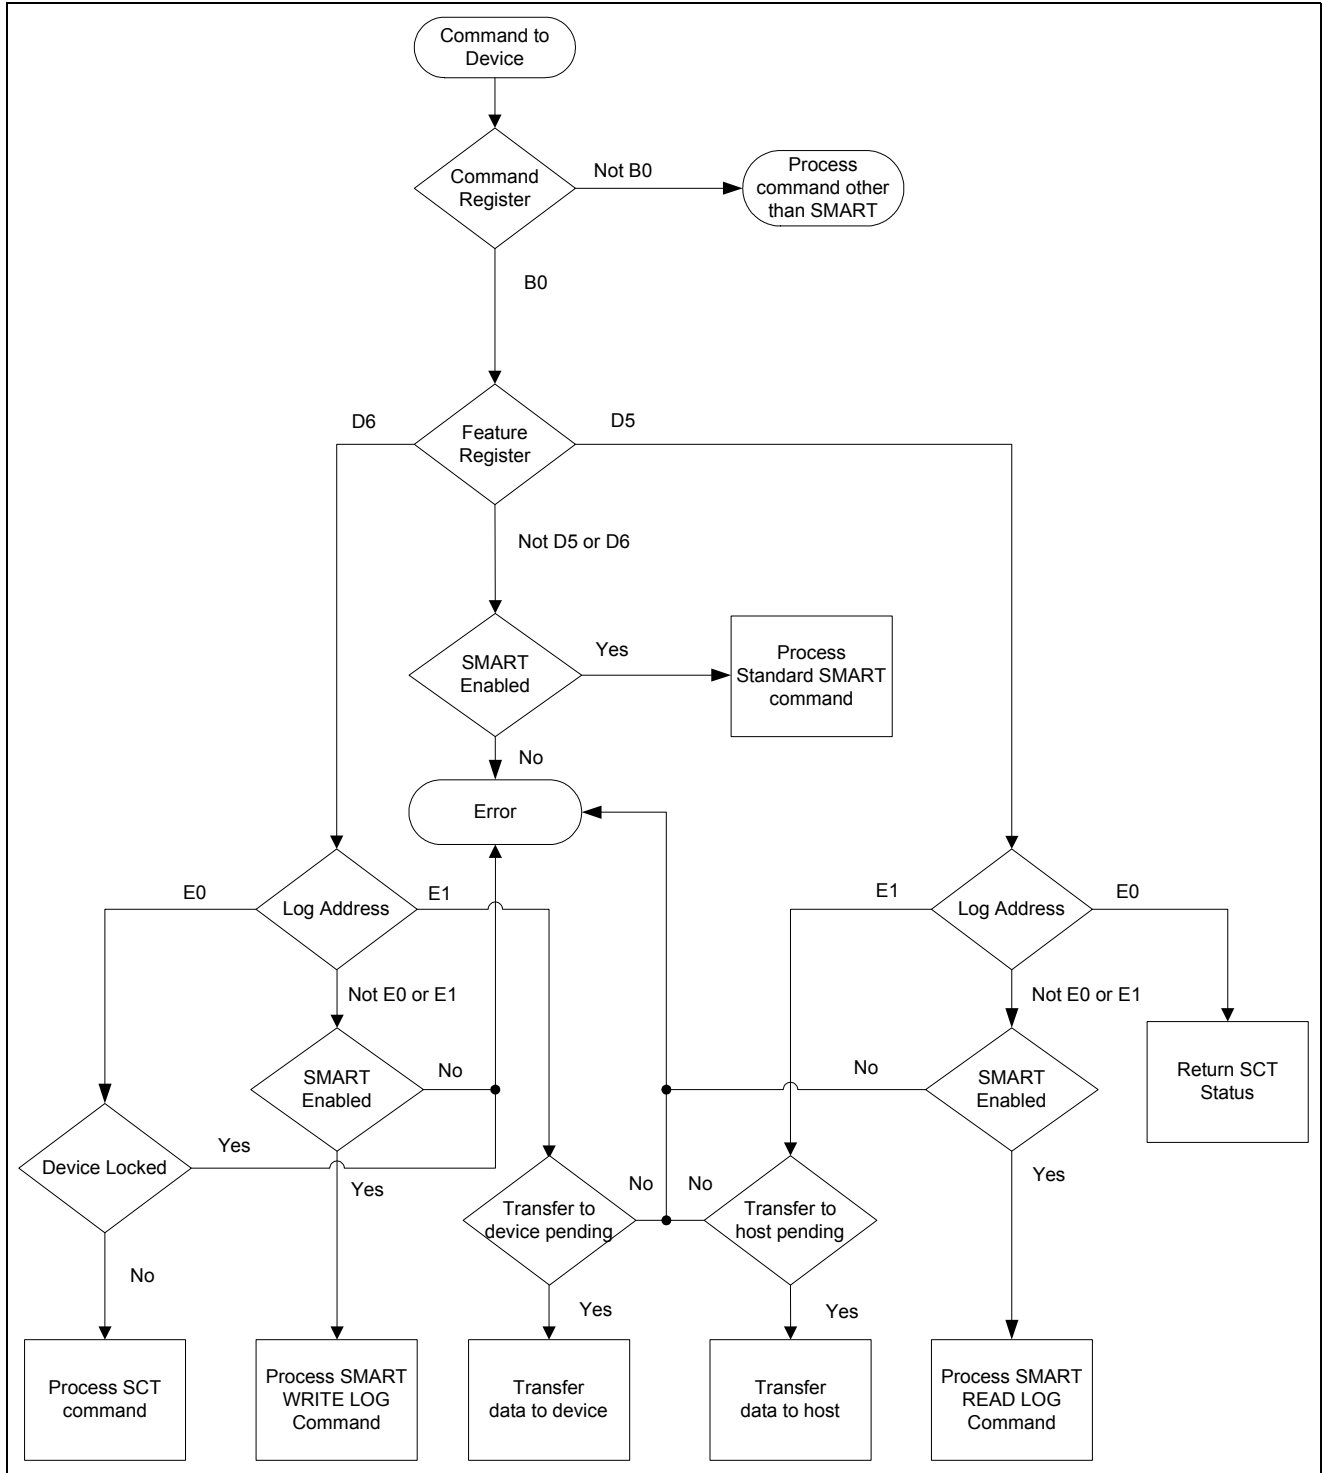 Command to
Device
Command
Register
Not B0
Process
command other
than SMART
B0
D6
Feature
Register
D5
Not D5 or D6
SMART
Enabled
Yes
Process
Standard SMART
command
No
Error
E0
Log Address
E1
E1
Log Address
E0
Not E0 or E1
Not E0 or E1
SMART
Enabled
No
No
SMART
Enabled
Return SCT
Status
Device Locked
Yes
Yes
Transfer to
device pending
No
No
Transfer to
host pending
Yes
No
Yes
Yes
Process SCT
command
Process SMART
WRITE LOG
Command
Transfer
data to device
Transfer
data to host
Process SMART
READ LOG
Command